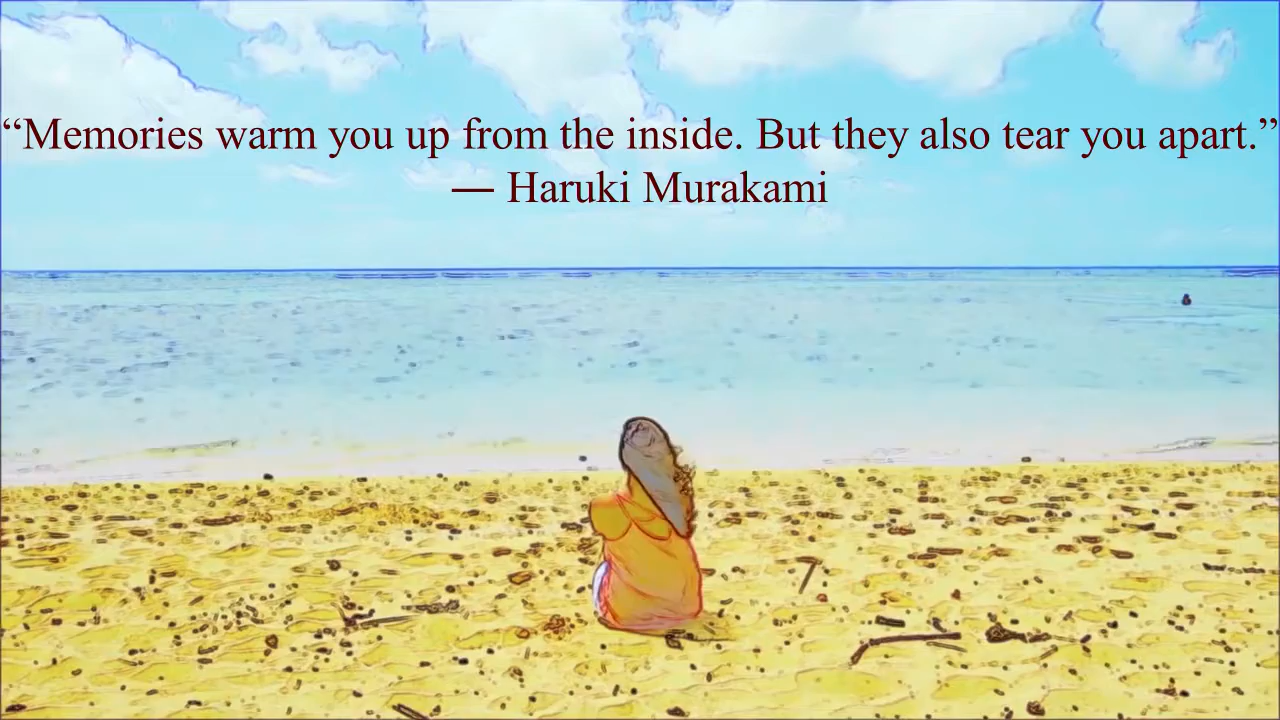 “Memories warm you up from the inside. But they also tear you apart.”
― Haruki Murakami